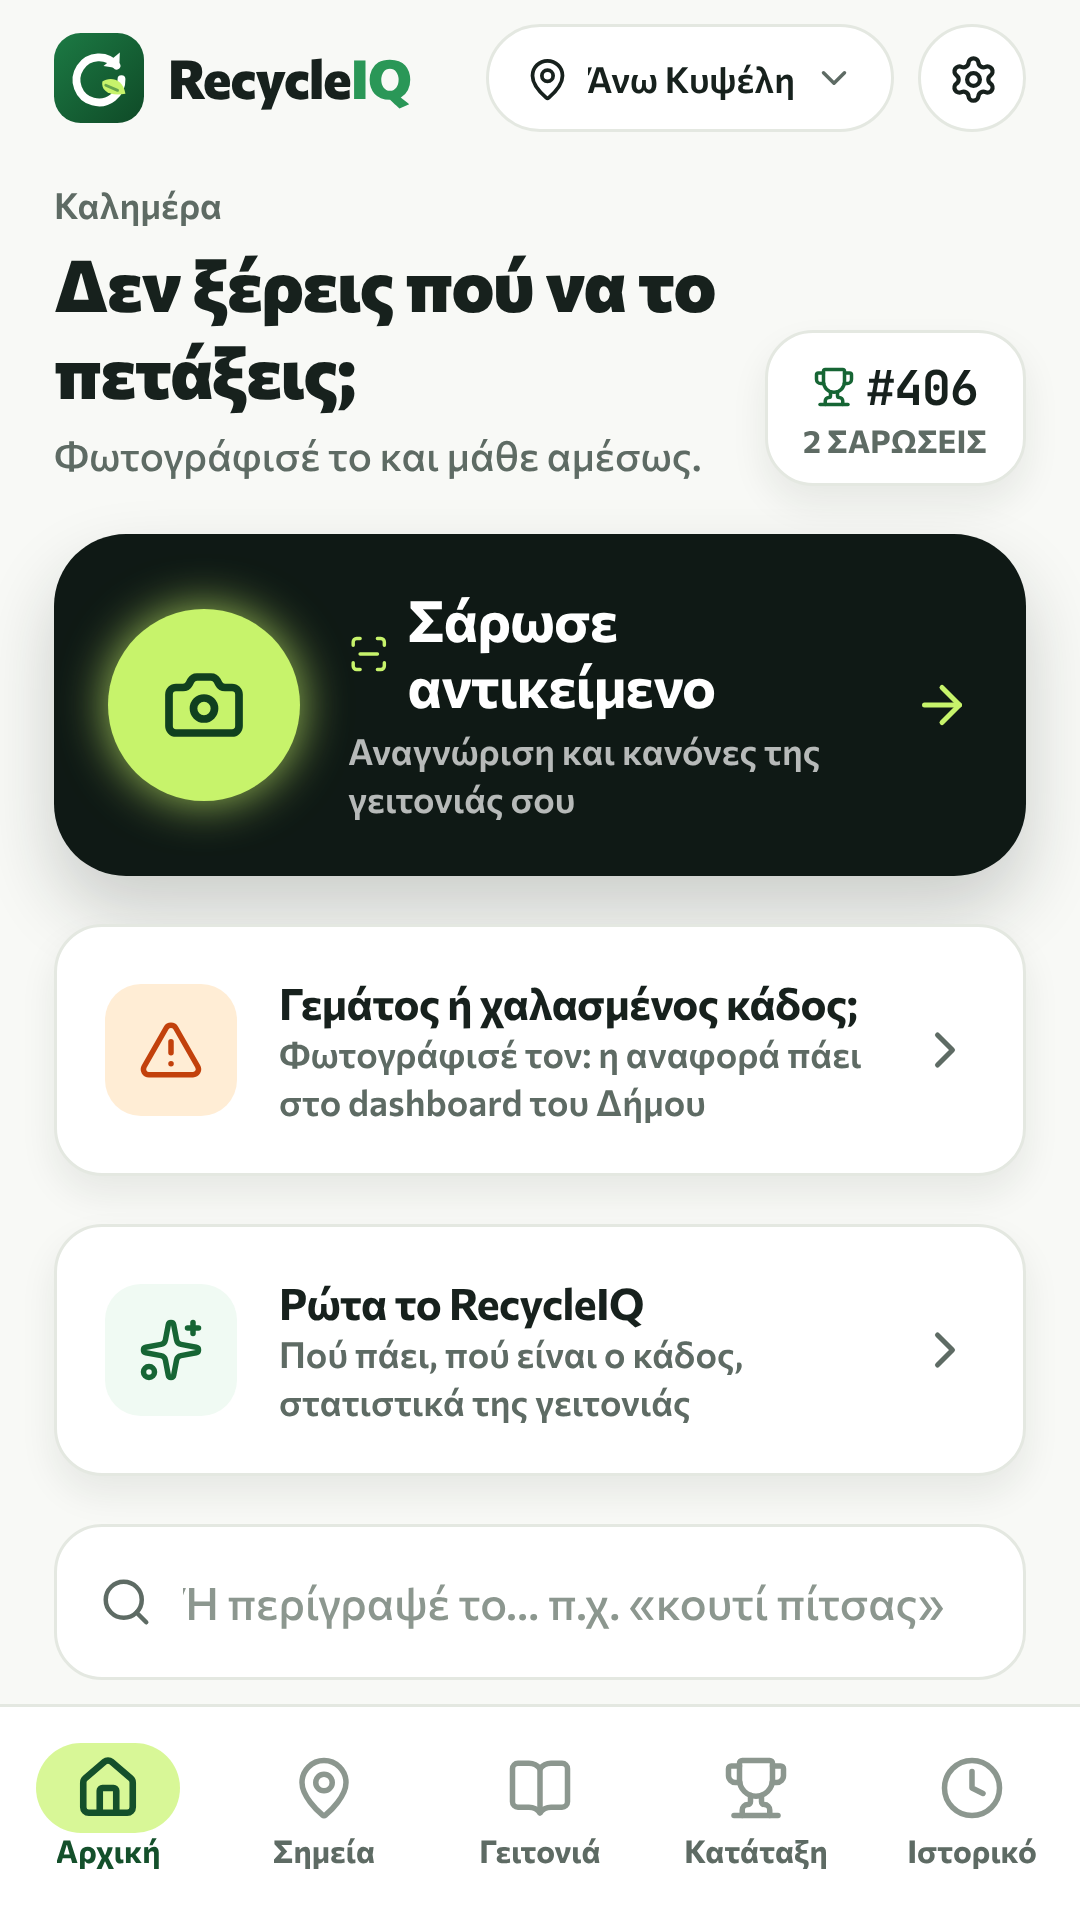 RecycleIQ
Άνω Κυψέλη
Καλημέρα
Δεν ξέρεις πού να το
πετάξεις;
Φωτογράφισέ το και μάθε αμέσως.
#406
2 ΣΑΡΩΣΕΙΣ
Σάρωσε
αντικείμενο
Αναγνώριση και κανόνες της
γειτονιάς σου
Γεμάτος ή χαλασμένος κάδος;
Φωτογράφισέ τον: η αναφορά πάει
στο dashboard του Δήμου
Ρώτα το RecycleIQ
Πού πάει, πού είναι ο κάδος,
στατιστικά της γειτονιάς
Ή περίγραψέ το... π.χ. «κουτί πίτσας»
Αρχική
Σημεία
Γειτονιά
Κατάταξη
Ιστορικό